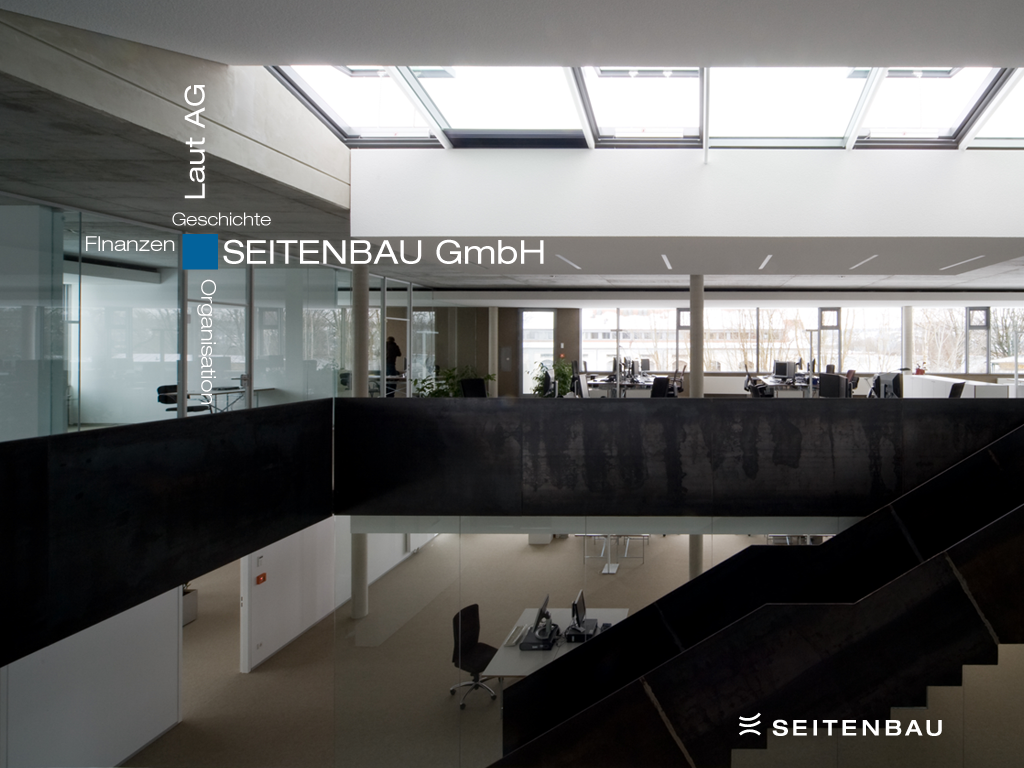 Laut AG
Geschichte
FInanzen
SEITENBAU GmbH
Organisation
SEITENBAU